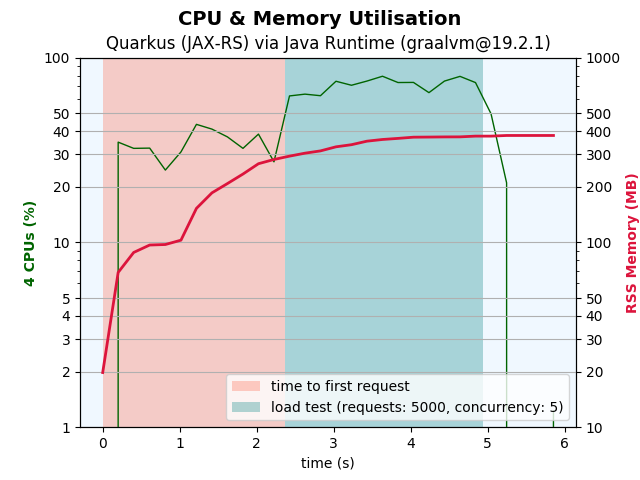 CPU & Memory Utilisation
Quarkus (JAX-RS) via Java Runtime (graalvm@19.2.1)
100
50
40
30
20
10
5
4
3
2
1
4 CPUs (%)
1000
500
400
300
200
100
50
40
30
20
10
RSS Memory (MB)
time to first request
load test (requests: 5000, concurrency: 5)
0 1 2 3 4 5 6
time (s)